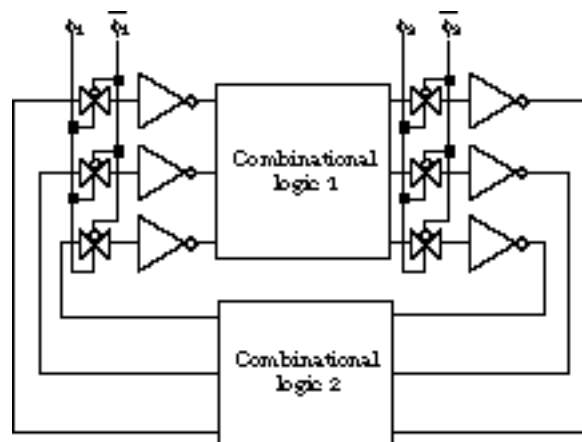 ϕ₁ ϕ̅₁ ϕ₂ ϕ̅₂
Combinational
logic 1
Combinational
logic 2